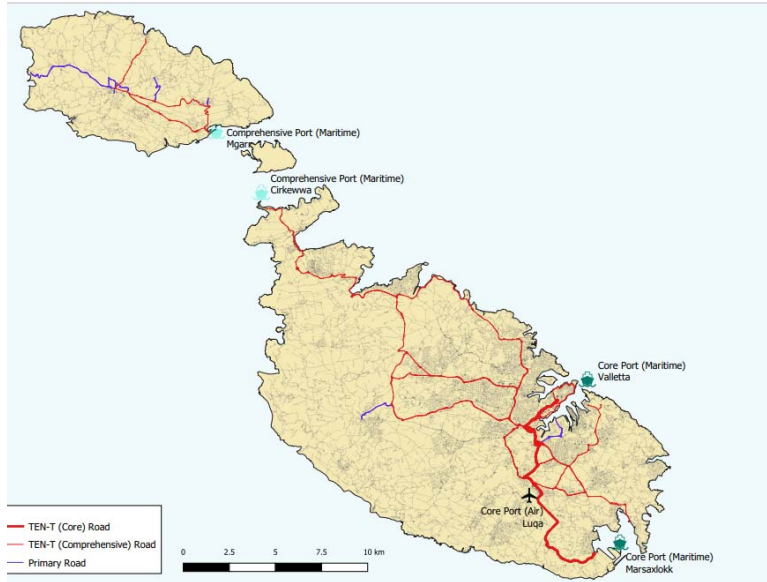 Comprehensive Port (Maritime)
Mgarr
Comprehensive Port (Maritime)
Cirkewwa
Core Port (Maritime)
Valletta
Core Port (Air)
Luqa
Core Port (Maritime)
Marsaxlokk
TEN-T (Core) Road
TEN-T (Comprehensive) Road
Primary Road
0 2.5 5 7.5 10 km